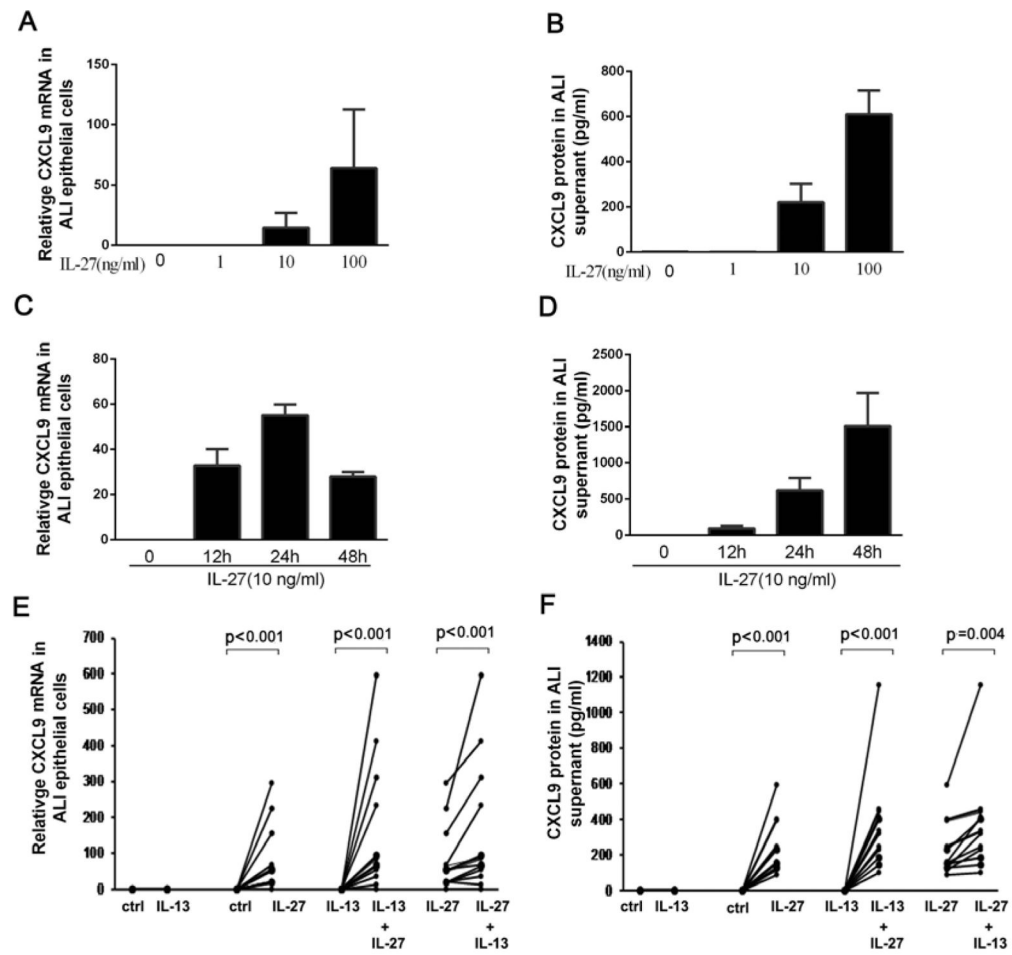 A
Relativge CXCL9 mRNA in
ALI epithelial cells
150
100
50
0
IL-27(ng/ml) 0 1 10 100
B
CXCL9 protein in ALI
supernant (pg/ml)
800
600
400
200
0
IL-27(ng/ml) 0 1 10 100
C
Relativge CXCL9 mRNA in
ALI epithelial cells
80
60
40
20
0
0 12h 24h 48h
IL-27(10 ng/ml)
D
CXCL9 protein in ALI
supernant (pg/ml)
2500
2000
1500
1000
500
0
0 12h 24h 48h
IL-27(10 ng/ml)
E
Relativge CXCL9 mRNA in
ALI epithelial cells
700
600
500
400
300
200
100
0
p<0.001 p<0.001 p<0.001
ctrl IL-13 ctrl IL-27 IL-13 IL-13 IL-27 IL-27
+ +
IL-27 IL-13
F
CXCL9 protein in ALI
supernant (pg/ml)
1400
1200
1000
800
600
400
200
0
p<0.001 p<0.001 p=0.004
ctrl IL-13 ctrl IL-27 IL-13 IL-13 IL-27 IL-27
+ +
IL-27 IL-13